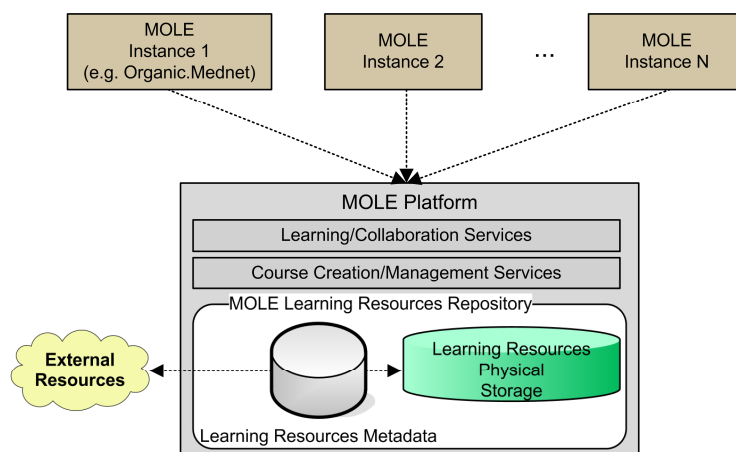 MOLE
Instance 1
(e.g. Organic.Mednet)
MOLE
Instance 2
...
MOLE
Instance N
MOLE Platform
Learning/Collaboration Services
Course Creation/Management Services
MOLE Learning Resources Repository
External
Resources
Learning Resources
Physical
Storage
Learning Resources Metadata